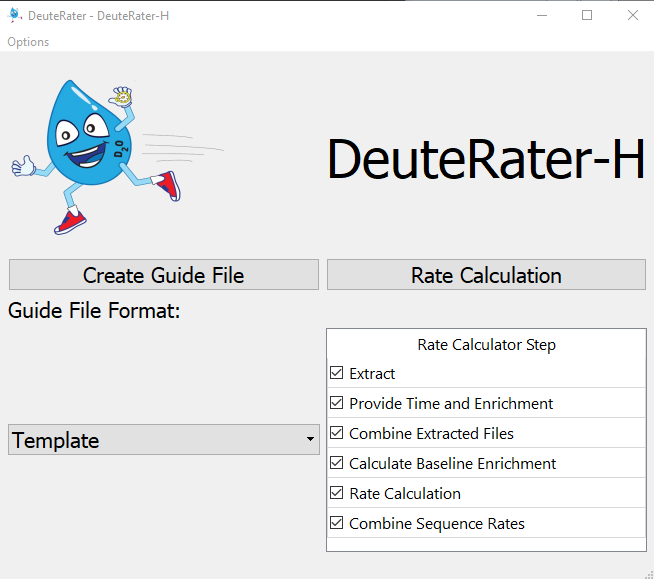 DeuteRater - DeuteRater-H
Options
D2O
DeuteRater-H
Create Guide File
Rate Calculation
Guide File Format:
Template
Rate Calculator Step
Extract
Provide Time and Enrichment
Combine Extracted Files
Calculate Baseline Enrichment
Rate Calculation
Combine Sequence Rates